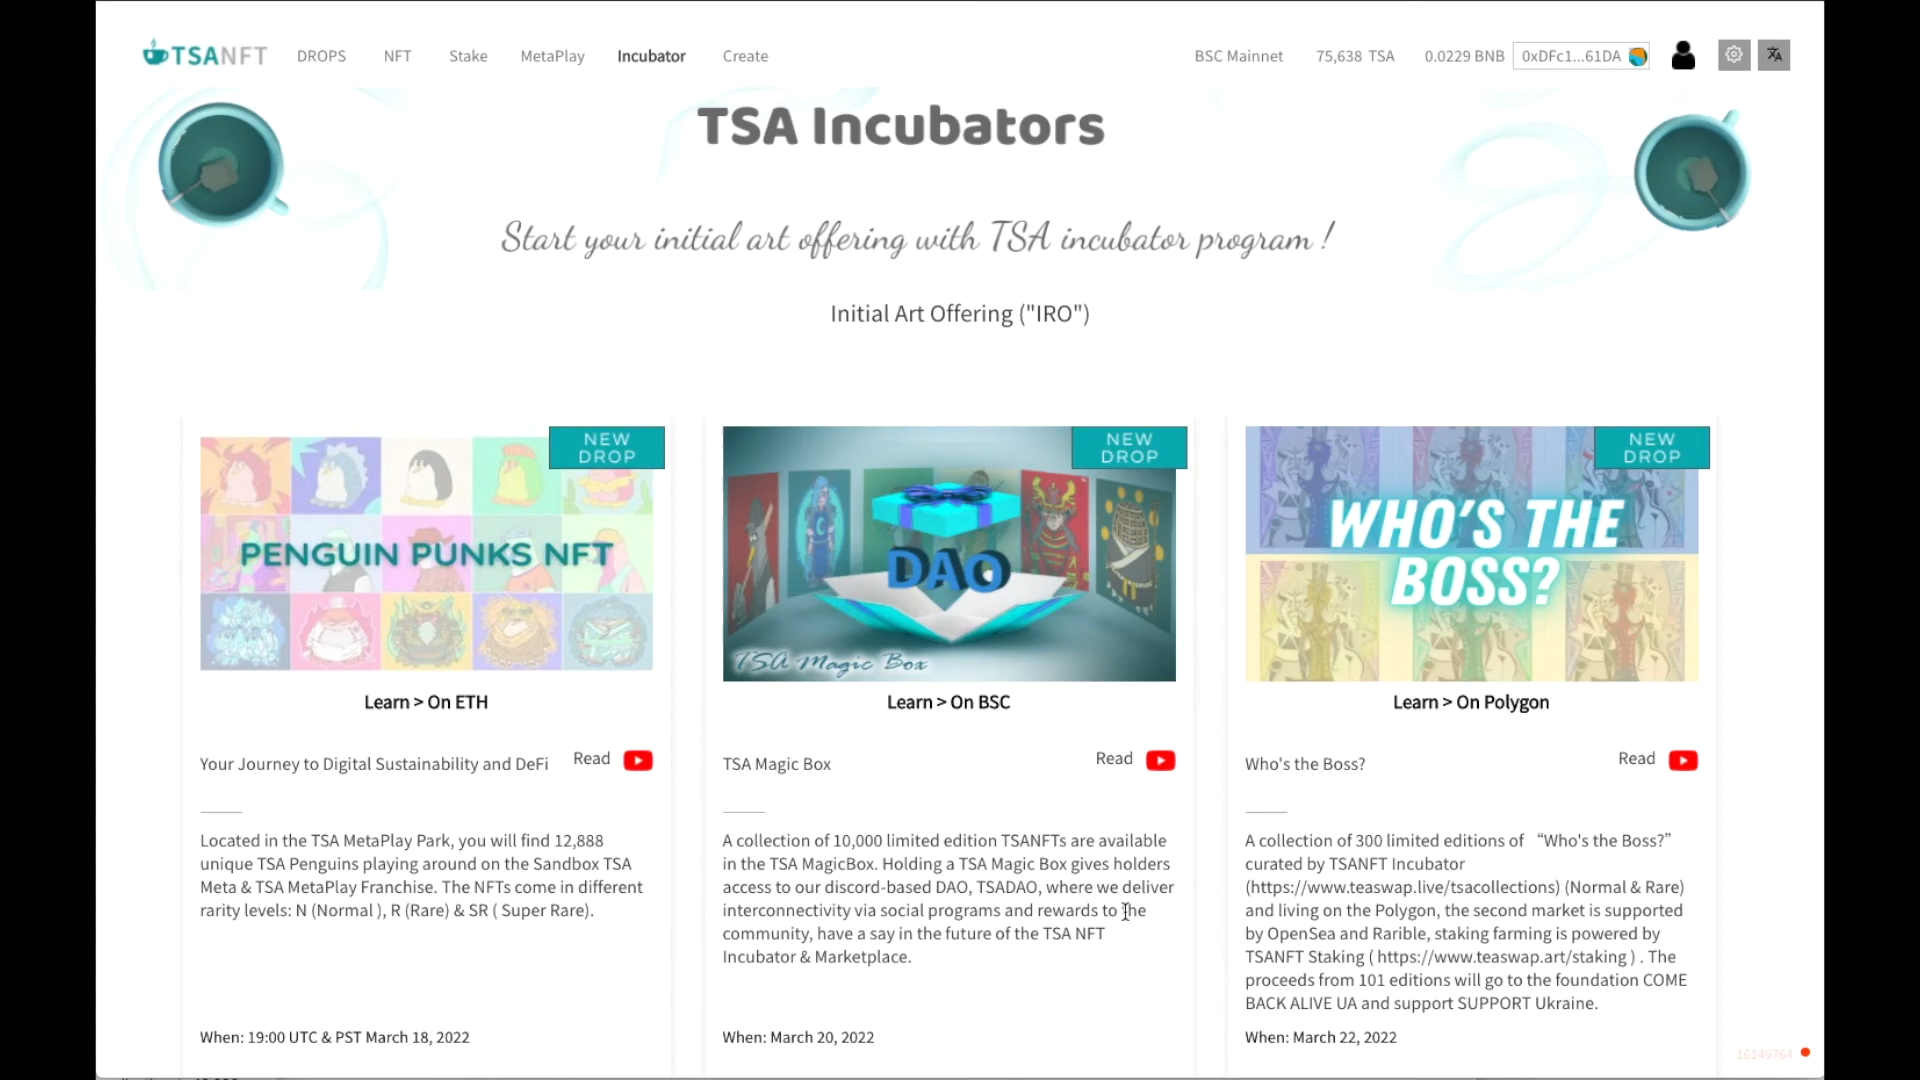 TSANFT DROPS NFT Stake MetaPlay Incubator Create BSC Mainnet 75,638 TSA 0.0229 BNB 0xDFc1...61DA
TSA Incubators
Start your initial art offering with TSA incubator program !
Initial Art Offering ("IRO")
NEW
DROP
PENGUIN PUNKS NFT
Learn > On ETH
Your Journey to Digital Sustainability and DeFi Read
Located in the TSA MetaPlay Park, you will find 12,888
unique TSA Penguins playing around on the Sandbox TSA
Meta & TSA MetaPlay Franchise. The NFTs come in different
rarity levels: N (Normal ), R (Rare) & SR ( Super Rare).
When: 19:00 UTC & PST March 18, 2022
NEW
DROP
DAO
TSA Magic Box
Learn > On BSC
TSA Magic Box Read
A collection of 10,000 limited edition TSANFTs are available
in the TSA MagicBox. Holding a TSA Magic Box gives holders
access to our discord-based DAO, TSADAO, where we deliver
interconnectivity via social programs and rewards to the
community, have a say in the future of the TSA NFT
Incubator & Marketplace.
When: March 20, 2022
NEW
DROP
WHO'S THE
BOSS?
Learn > On Polygon
Who's the Boss? Read
A collection of 300 limited editions of “Who's the Boss?”
curated by TSANFT Incubator
(https://www.teaswap.live/tsacollections) (Normal & Rare)
and living on the Polygon, the second market is supported
by OpenSea and Rarible, staking farming is powered by
TSANFT Staking ( https://www.teaswap.art/staking ) . The
proceeds from 101 editions will go to the foundation COME
BACK ALIVE UA and support SUPPORT Ukraine.
When: March 22, 2022
16149764